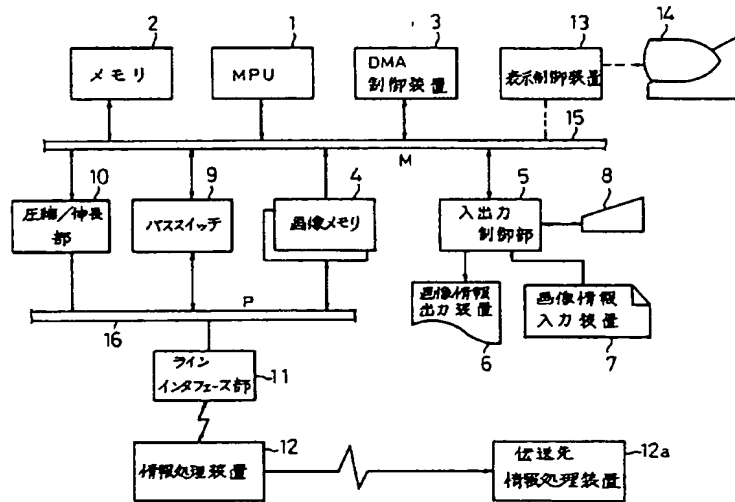 2
1
3
13
14
メモリ
MPU
DMA
制御装置
表示制御装置
15
M
10
9
4
5
8
圧縮/伸長
部
バススイッチ
画像メモリ
入出力
制御部
P
16
画像情報
出力装置
画像情報
入力装置
6
7
ライン
インタフェース部
11
12
12a
情報処理装置
伝送先
情報処理装置